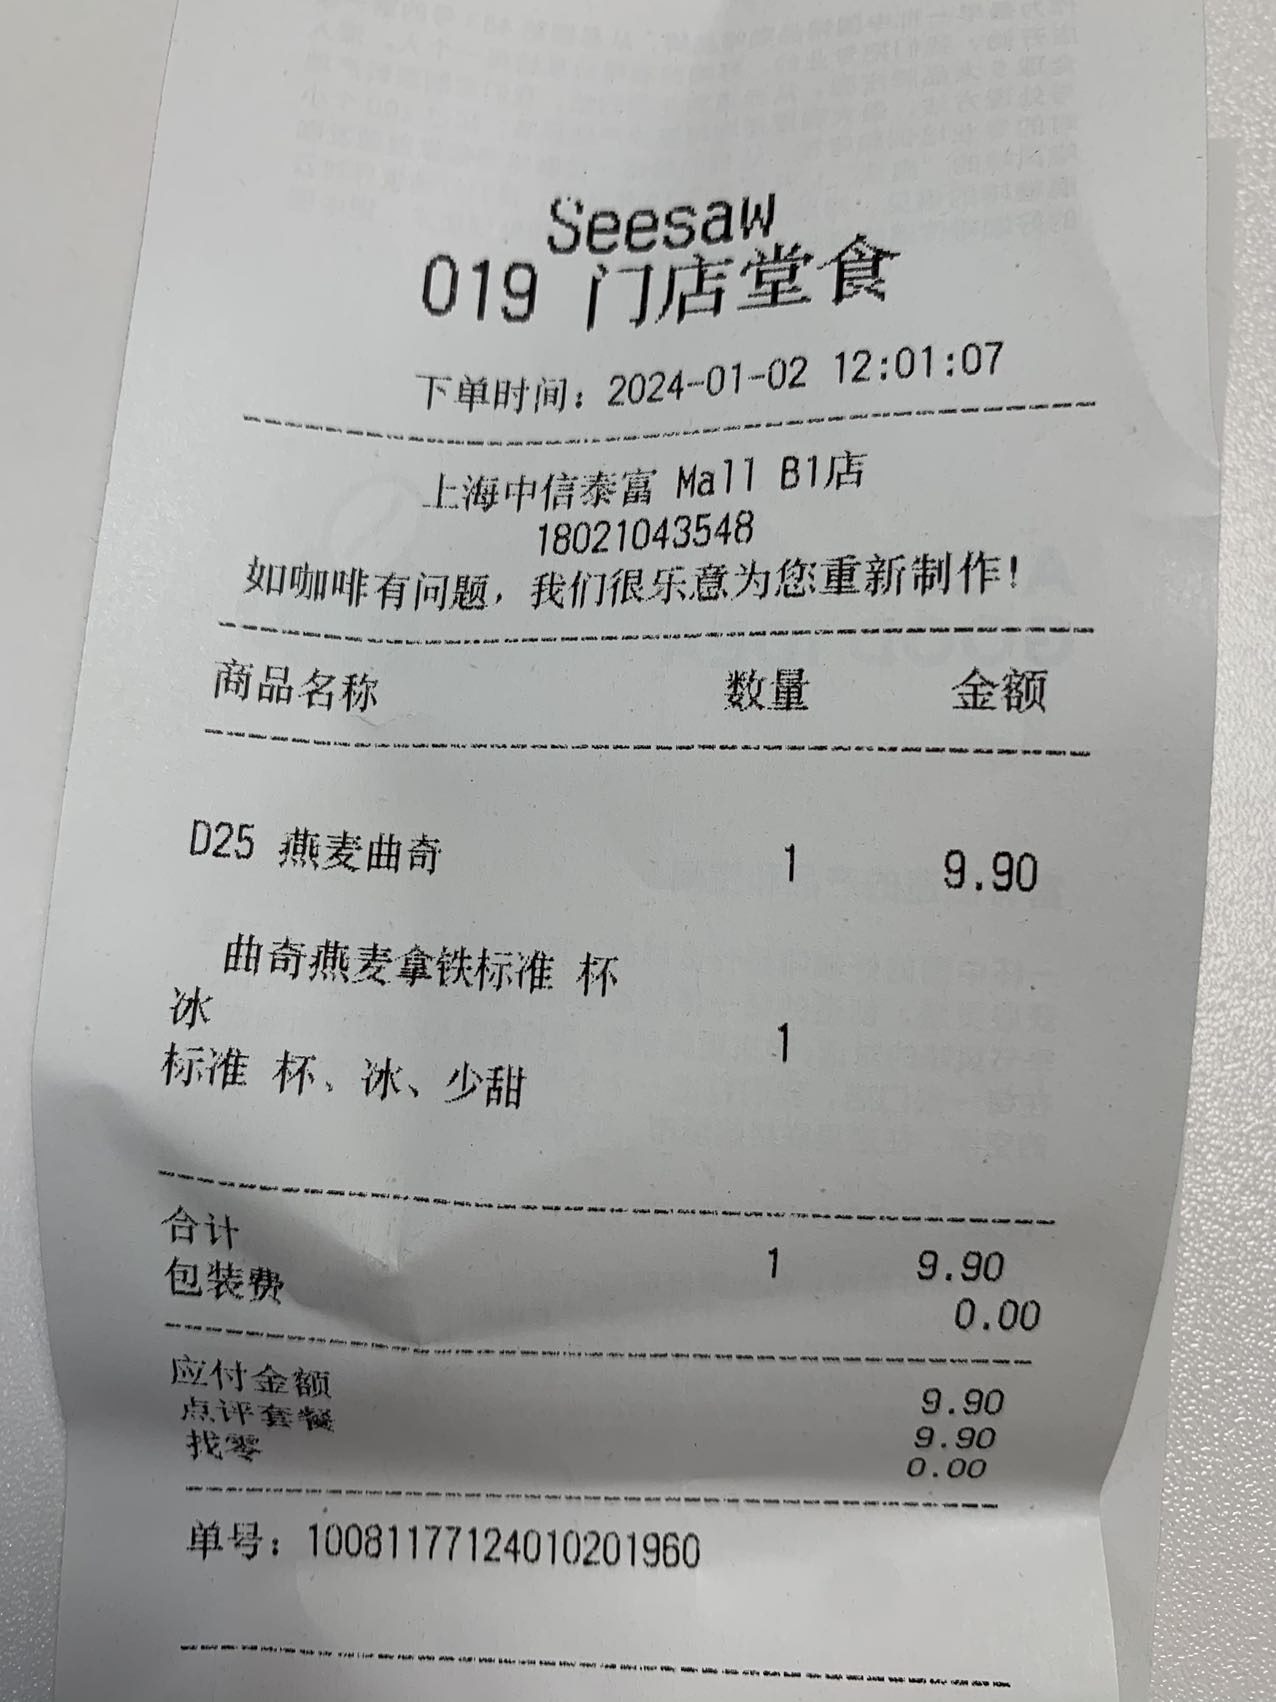 Seesaw
019 门店堂食
下单时间：2024-01-02 12:01:07
上海中信泰富 Mall B1店
18021043548
如咖啡有问题，我们很乐意为您重新制作！
商品名称 数量 金额
D25 燕麦曲奇 1 9.90
曲奇燕麦拿铁标准 杯
冰
1
标准 杯、冰、少甜
合计 1 9.90
包装费 0.00
应付金额 9.90
点评套餐 9.90
找零 0.00
单号：10081177124010201960